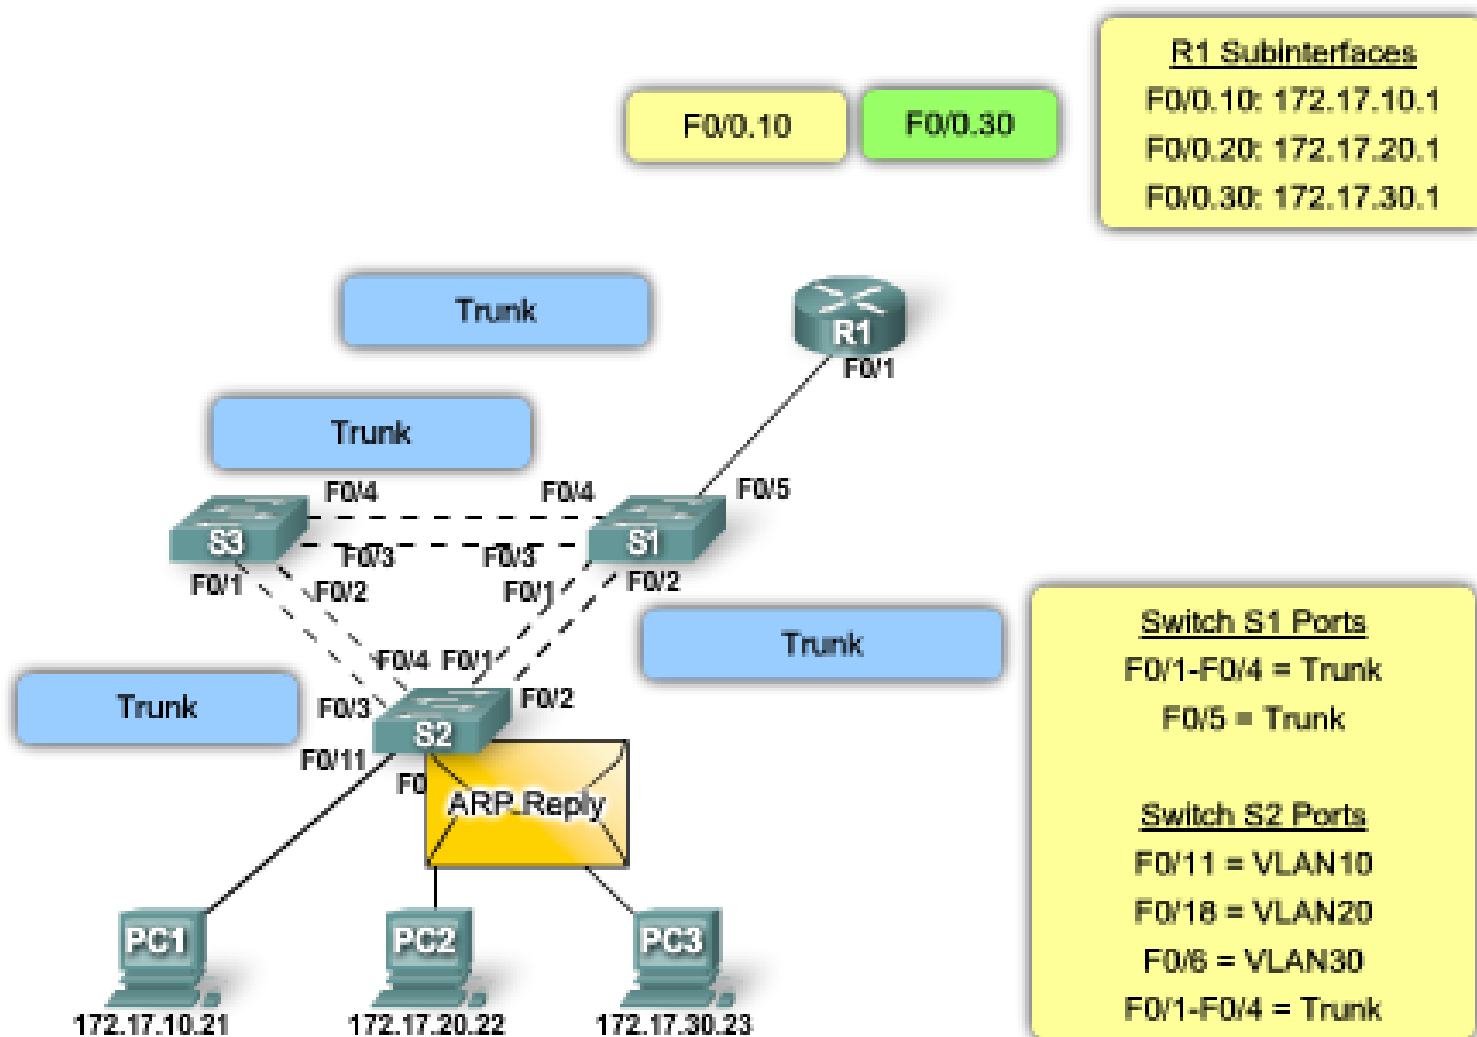 R1 Subinterfaces
F0/0.10
F0/0.30
F0/0.10: 172.17.10.1
F0/0.20: 172.17.20.1
F0/0.30: 172.17.30.1
Trunk
R1
F0/1
Trunk
F0/4
F0/4
F0/5
S3
S1
F0/3
F0/3
F0/1
F0/2
F0/1
F0/2
Trunk
F0/4
F0/1
Trunk
F0/3
F0/2
S2
F0/11
F0
ARP Reply
Switch S1 Ports
F0/1-F0/4 = Trunk
F0/5 = Trunk
Switch S2 Ports
F0/11 = VLAN10
F0/18 = VLAN20
F0/6 = VLAN30
F0/1-F0/4 = Trunk
PC1
PC2
PC3
172.17.10.21
172.17.20.22
172.17.30.23